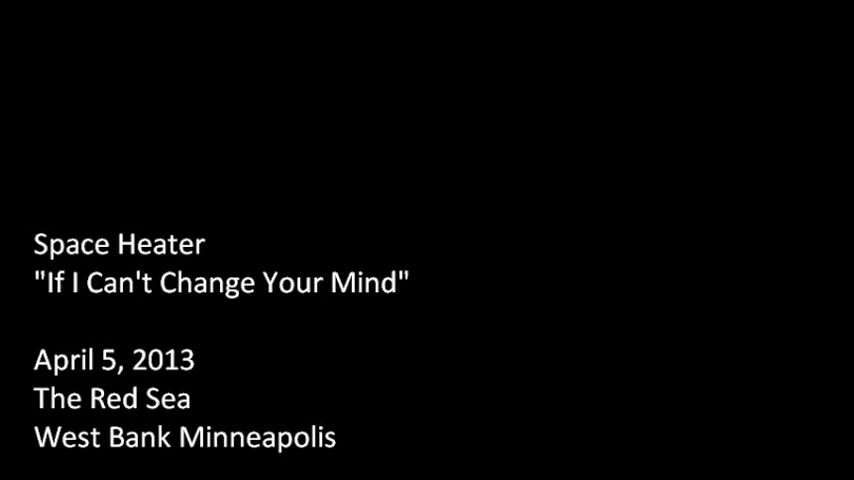 Space Heater
"If I Can't Change Your Mind"
April 5, 2013
The Red Sea
West Bank Minneapolis